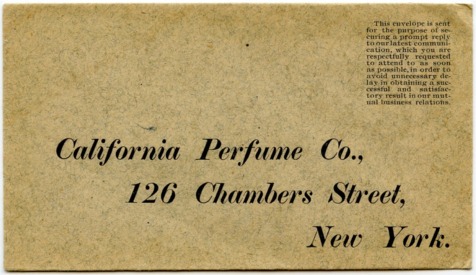 This envelope is sent
for the purpose of se-
curing a prompt reply
to our latest communi-
cation, which you are
respectfully requested
to attend to as soon
as possible, in order to
avoid unnecessary de-
lay in obtaining a suc-
cessful and satisfac-
tory result in our mut-
ual business relations.
California Perfume Co.,
126 Chambers Street,
New York.